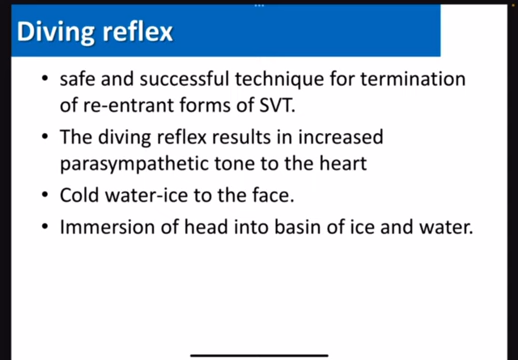 Diving reflex
• safe and successful technique for termination
of re-entrant forms of SVT.
• The diving reflex results in increased
parasympathetic tone to the heart
• Cold water-ice to the face.
• Immersion of head into basin of ice and water.